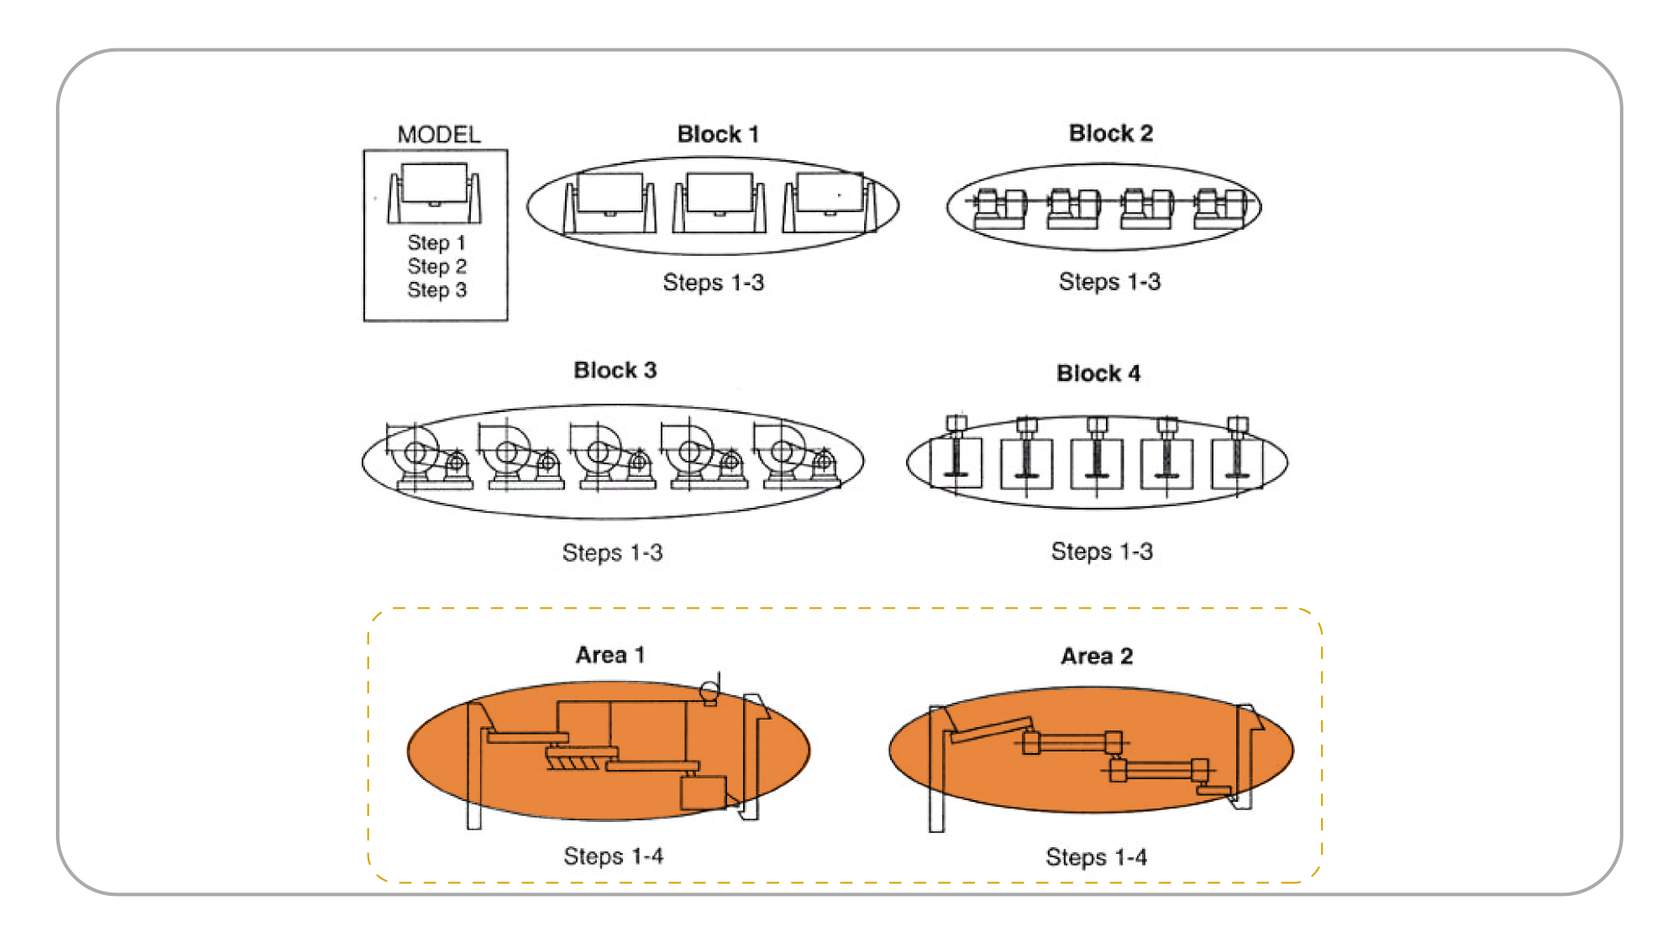 MODEL
Step 1
Step 2
Step 3
Block 1
Steps 1-3
Block 2
Steps 1-3
Block 3
Steps 1-3
Block 4
Steps 1-3
Area 1
Steps 1-4
Area 2
Steps 1-4